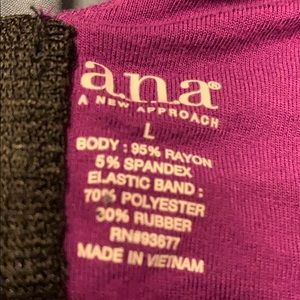 a.n.a®
A NEW APPROACH
L
BODY : 95% RAYON
5% SPANDEX
ELASTIC BAND :
70% POLYESTER
30% RUBBER
RN#93677
MADE IN VIETNAM